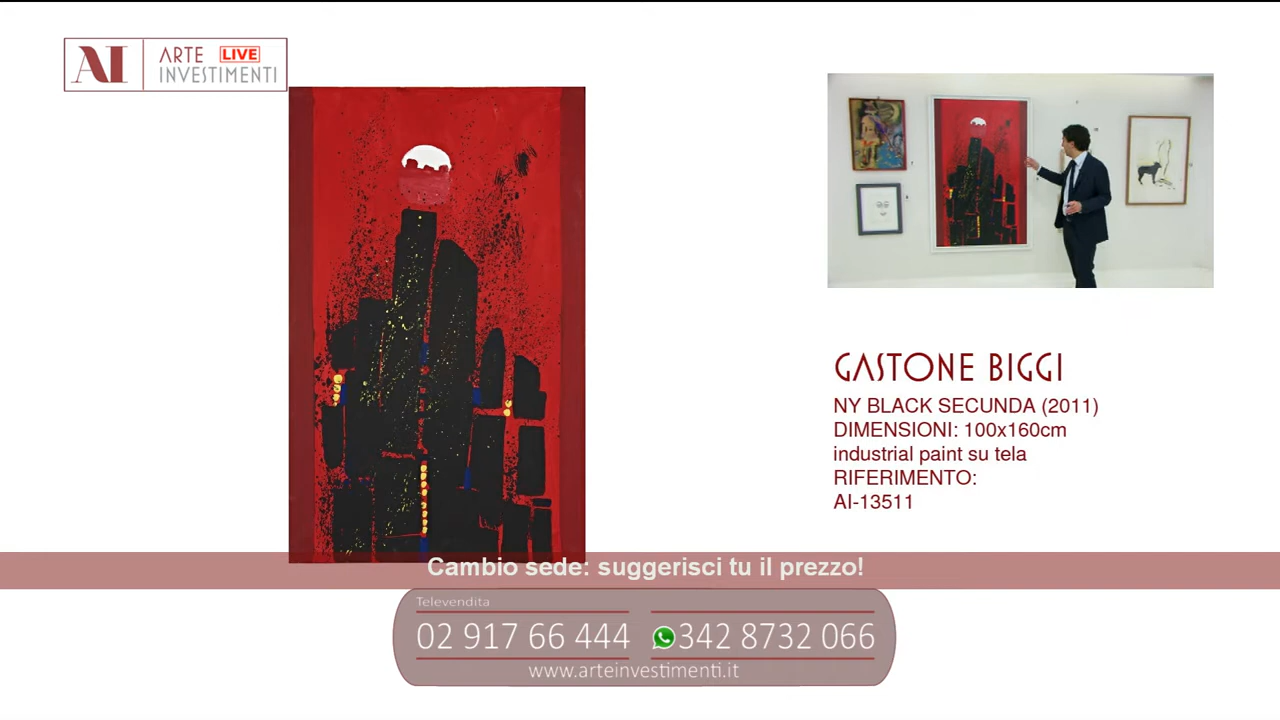 AI ARTE LIVE
INVESTIMENTI
GASTONE BIGGI
NY BLACK SECUNDA (2011)
DIMENSIONI: 100x160cm
industrial paint su tela
RIFERIMENTO:
AI-13511
Cambio sede: suggerisci tu il prezzo!
Televendita
02 917 66 444 342 8732 066
www.arteinvestimenti.it